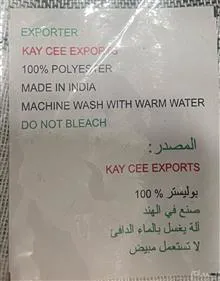 EXPORTER
KAY CEE EXPORTS
100% POLYESTER
MADE IN INDIA
MACHINE WASH WITH WARM WATER
DO NOT BLEACH
المصدر:
KAY CEE EXPORTS
بوليستر % 100
صنع في الهند
آلة يغسل بالماء الدافئ
لا تستعمل مبيض